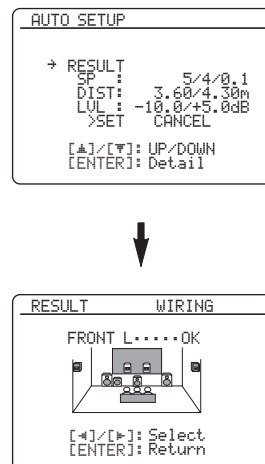 AUTO SETUP
→ RESULT
SP : 5/4/0.1
DIST: 3.60/4.30m
LVL : -10.0/+5.0dB
>SET CANCEL
[▲]/[▼]: UP/DOWN
[ENTER]: Detail
RESULT WIRING
FRONT L·····OK
[◄]/[►]: Select
[ENTER]: Return